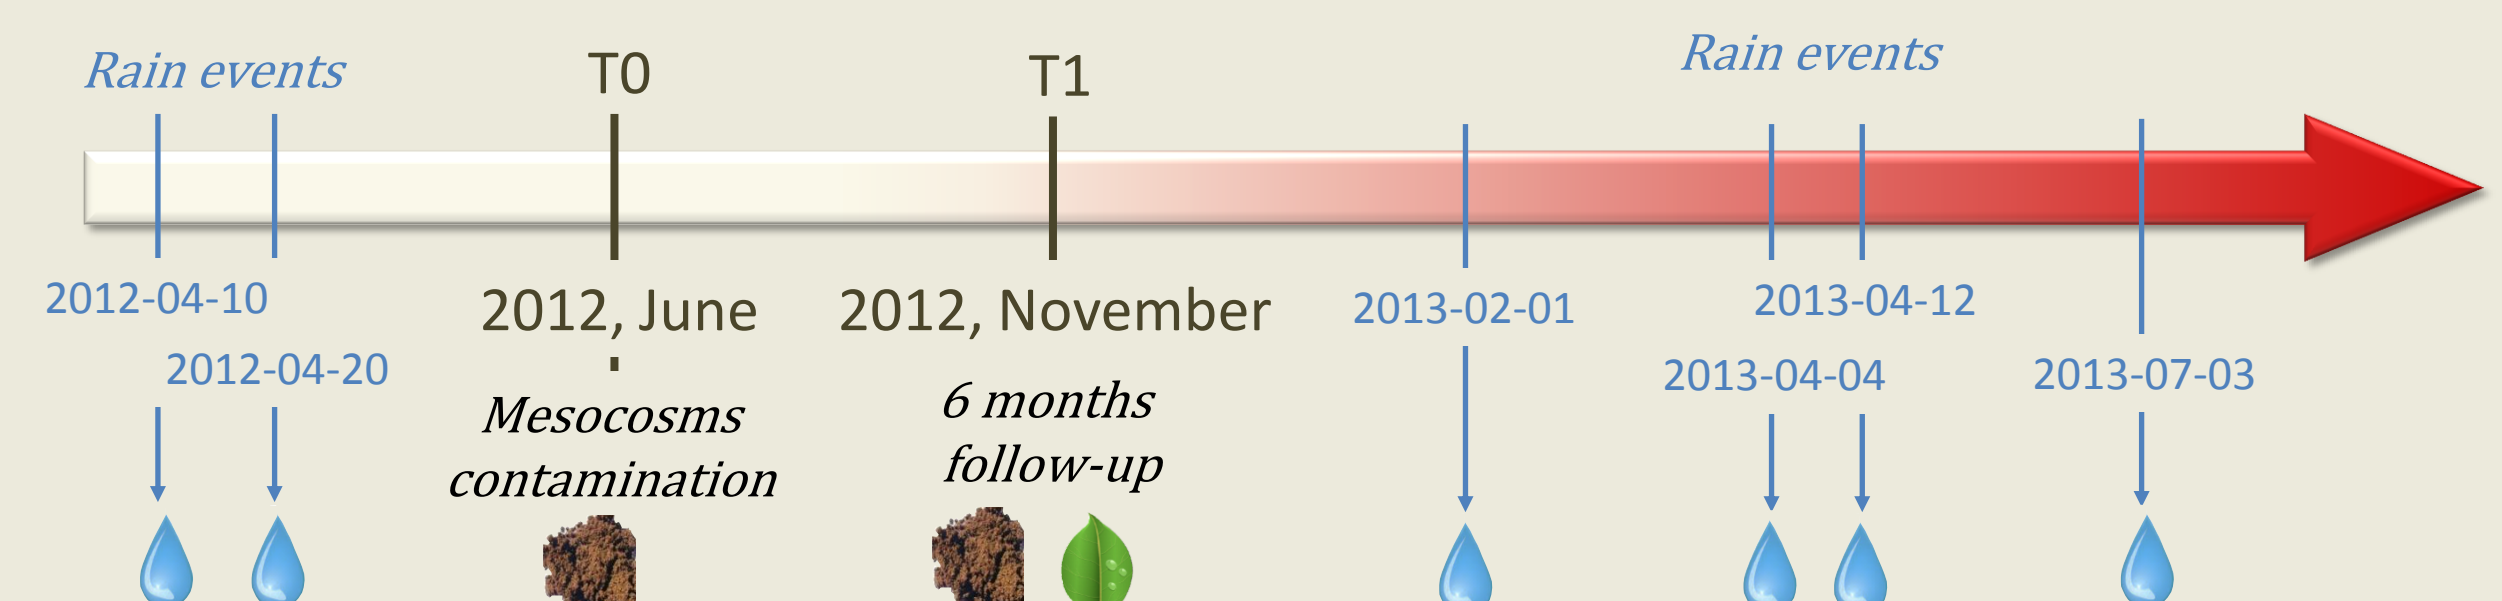 Rain events
T0
T1
Rain events
2012-04-10
2012-04-20
2012, June
Mesocosms
contamination
2012, November
6 months
follow-up
2013-02-01
2013-04-12
2013-04-04
2013-07-03